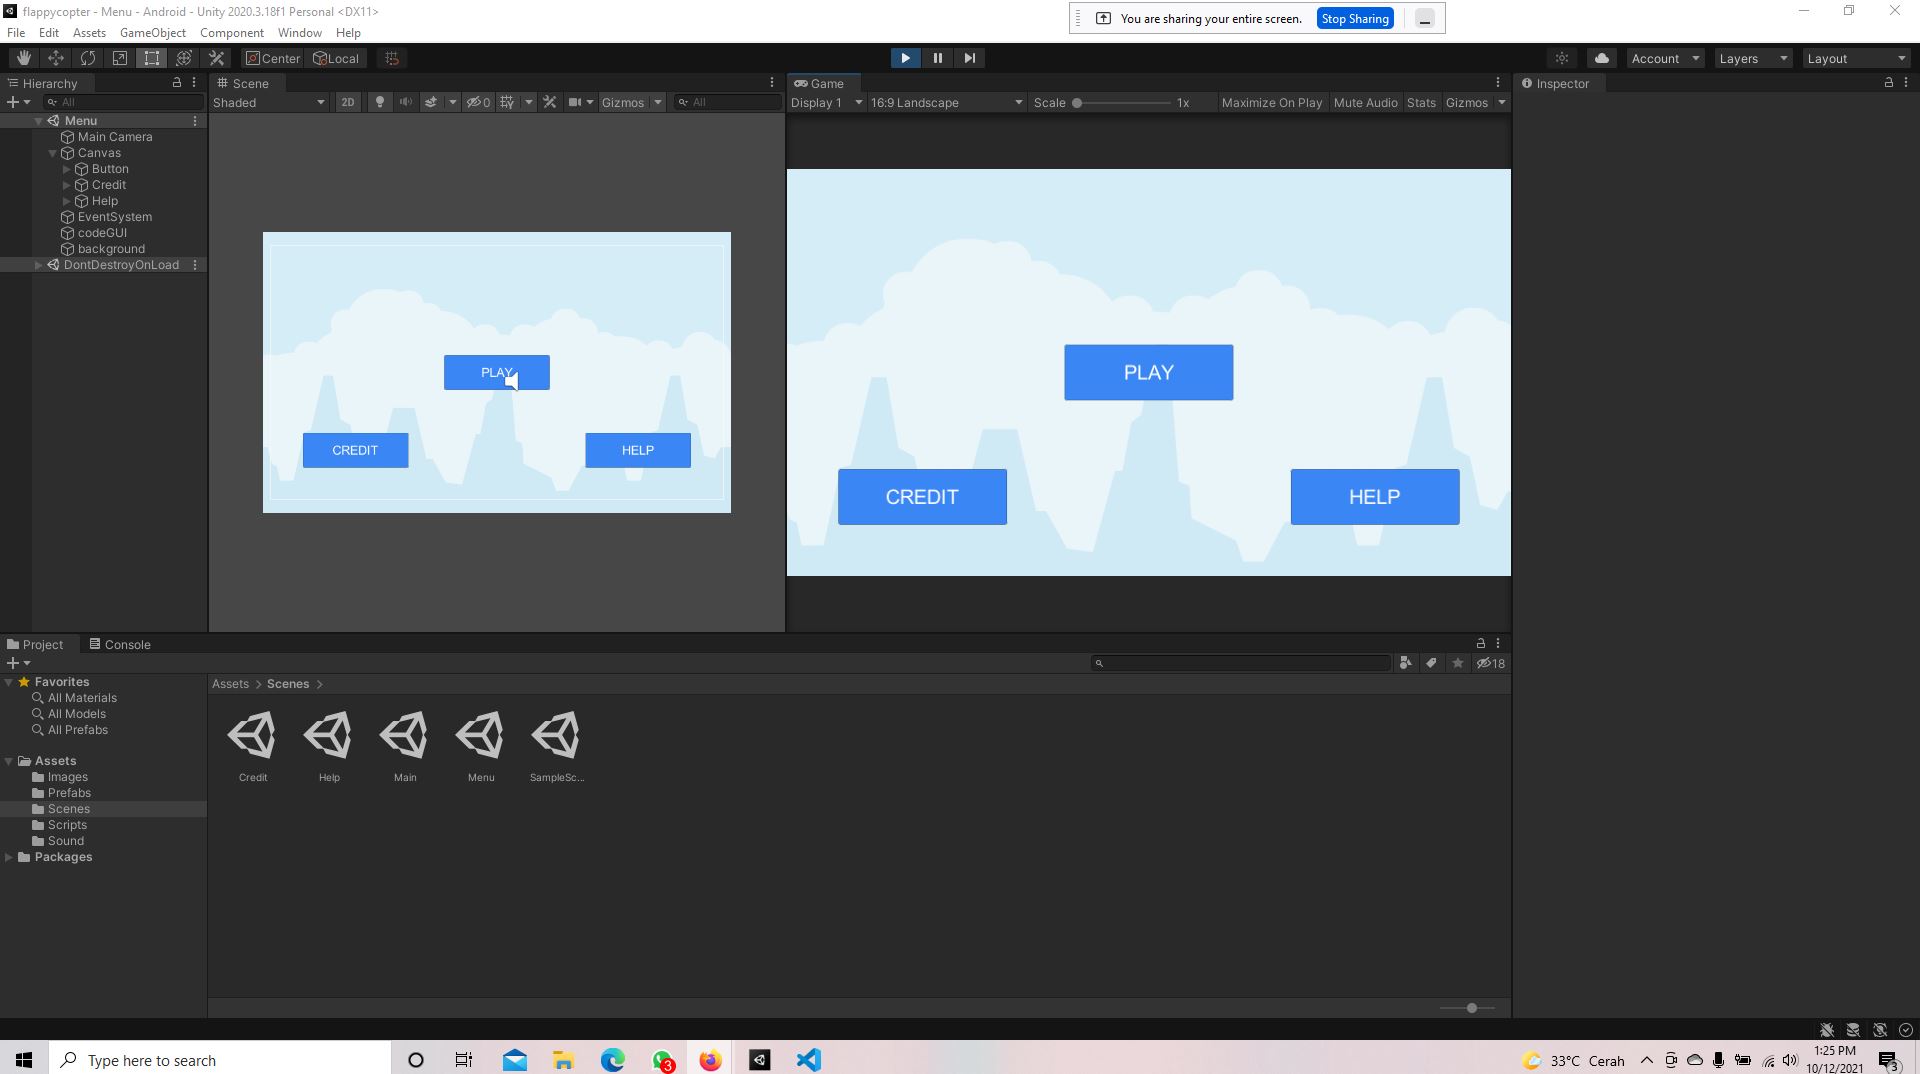 flappycopter - Menu - Android - Unity 2020.3.18f1 Personal <DX11>
You are sharing your entire screen.
Stop Sharing
File Edit Assets GameObject Component Window Help
Center Local
Account Layers Layout
Hierarchy
All
Menu
Main Camera
Canvas
Button
Credit
Help
EventSystem
codeGUI
background
DontDestroyOnLoad
Scene
Shaded 2D 0 Gizmos All
PLAY
CREDIT HELP
Game
Display 1 16:9 Landscape Scale 1x Maximize On Play Mute Audio Stats Gizmos
PLAY
CREDIT HELP
Inspector
Project Console
18
Favorites
All Materials
All Models
All Prefabs
Assets
Images
Prefabs
Scenes
Scripts
Sound
Packages
Assets > Scenes >
Credit Help Main Menu SampleSc...
Type here to search
3
33°C Cerah
1:25 PM
10/12/2021
3